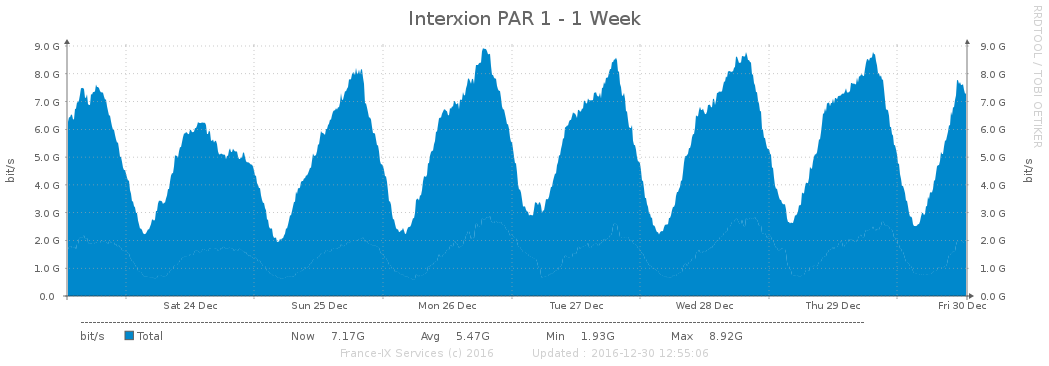 Interxion PAR 1 - 1 Week
RRDTOOL / TOBI OETIKER
bit/s
9.0 G 9.0 G
8.0 G 8.0 G
7.0 G 7.0 G
6.0 G 6.0 G
5.0 G 5.0 G
4.0 G 4.0 G
3.0 G 3.0 G
2.0 G 2.0 G
1.0 G 1.0 G
0.0 0.0 G
bit/s
Sat 24 Dec Sun 25 Dec Mon 26 Dec Tue 27 Dec Wed 28 Dec Thu 29 Dec Fri 30 Dec
bit/s Total Now 7.17G Avg 5.47G Min 1.93G Max 8.92G
France-IX Services (c) 2016 Updated : 2016-12-30 12:55:06